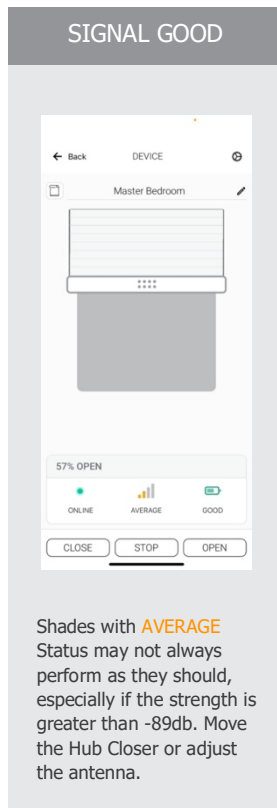 SIGNAL GOOD
Back DEVICE
Master Bedroom
57% OPEN
ONLINE AVERAGE GOOD
CLOSE STOP OPEN
Shades with AVERAGE
Status may not always
perform as they should,
especially if the strength is
greater than -89db. Move
the Hub Closer or adjust
the antenna.